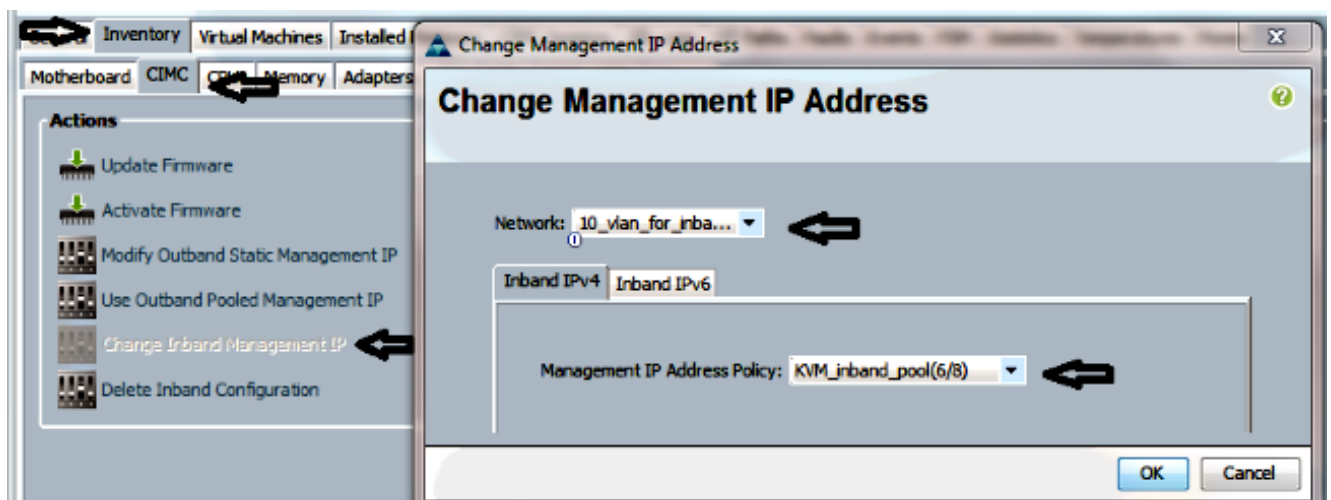 Inventory Virtual Machines Installed
Change Management IP Address
Motherboard CIMC Memory Adapters
Change Management IP Address
Actions
Update Firmware
Activate Firmware
Modify Outband Static Management IP
Use Outband Pooled Management IP
Change Inband Management IP
Delete Inband Configuration
Network: 10_vlan_for_inba...
Inband IPv4 Inband IPv6
Management IP Address Policy: KVM_inband_pool(6/8)
OK Cancel